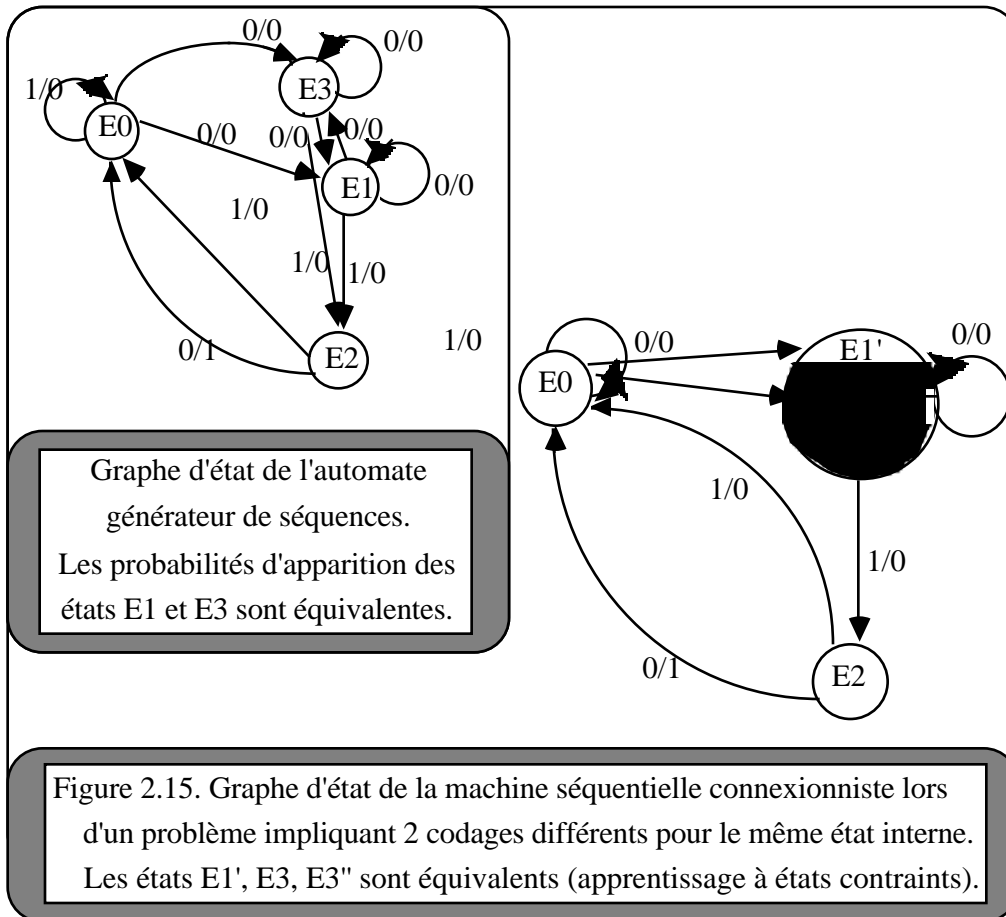 0/0
0/0
1/0
E3
E0
0/0
0/0
0/0
E1
0/0
1/0
1/0
1/0
0/1
E2
1/0
0/0
E1'
0/0
E0
1/0
1/0
0/1
E2
Graphe d'état de l'automate
générateur de séquences.
Les probabilités d'apparition des
états E1 et E3 sont équivalentes.
Figure 2.15. Graphe d'état de la machine séquentielle connexionniste lors
d'un problème impliquant 2 codages différents pour le même état interne.
Les états E1', E3, E3" sont équivalents (apprentissage à états contraints).